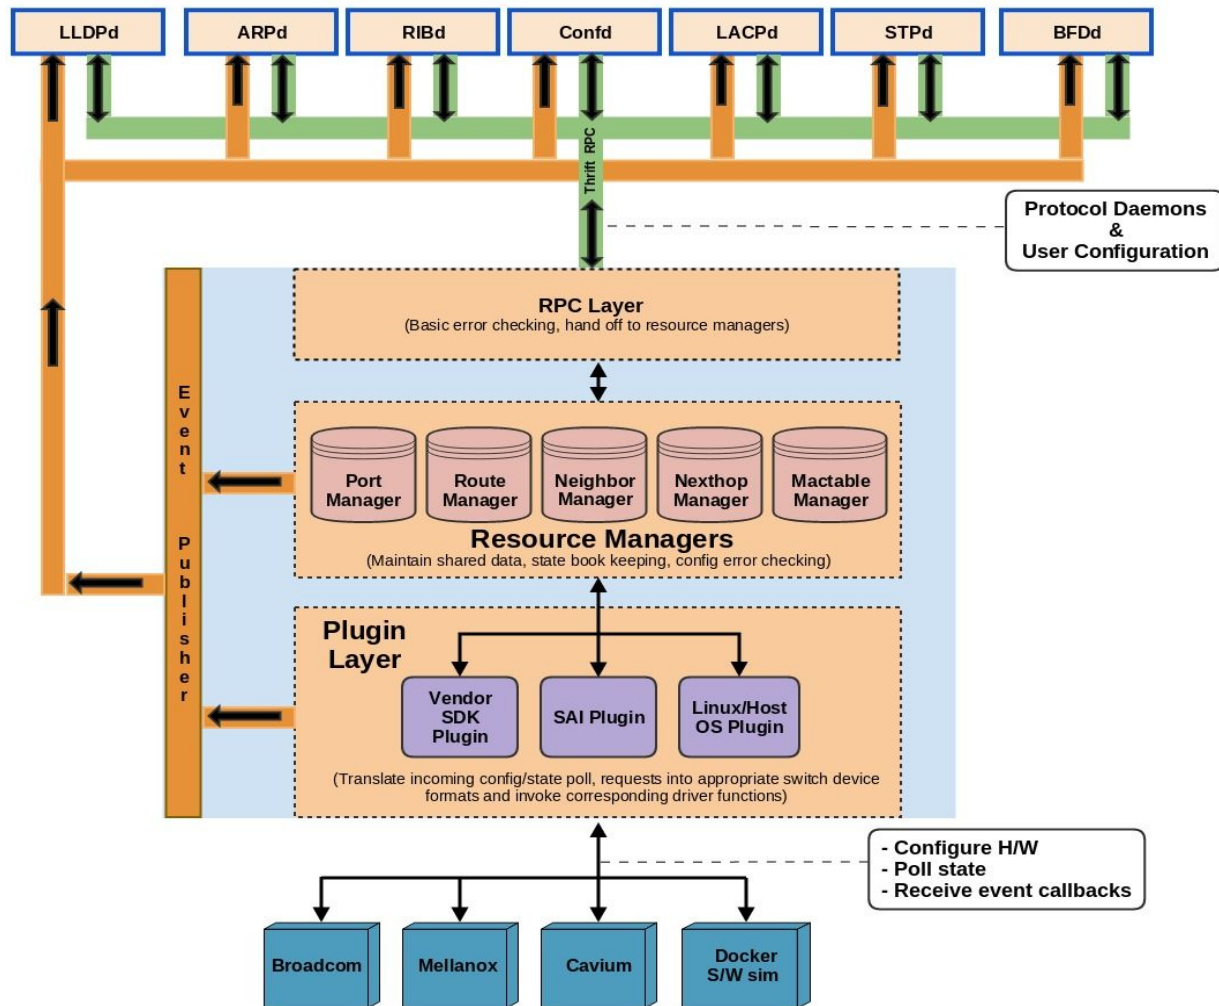 LLDPd
ARPd
RIBd
Confd
LACPd
STPd
BFDd
Thrift RPC
Protocol Daemons
&
User Configuration
RPC Layer
(Basic error checking, hand off to resource managers)
Event Publisher
Port
Manager
Route
Manager
Neighbor
Manager
Nexthop
Manager
Mactable
Manager
Resource Managers
(Maintain shared data, state book keeping, config error checking)
Plugin
Layer
Vendor
SDK
Plugin
SAI Plugin
Linux/Host
OS Plugin
(Translate incoming config/state poll, requests into appropriate switch device
formats and invoke corresponding driver functions)
- Configure H/W
- Poll state
- Receive event callbacks
Broadcom
Mellanox
Cavium
Docker
S/W sim